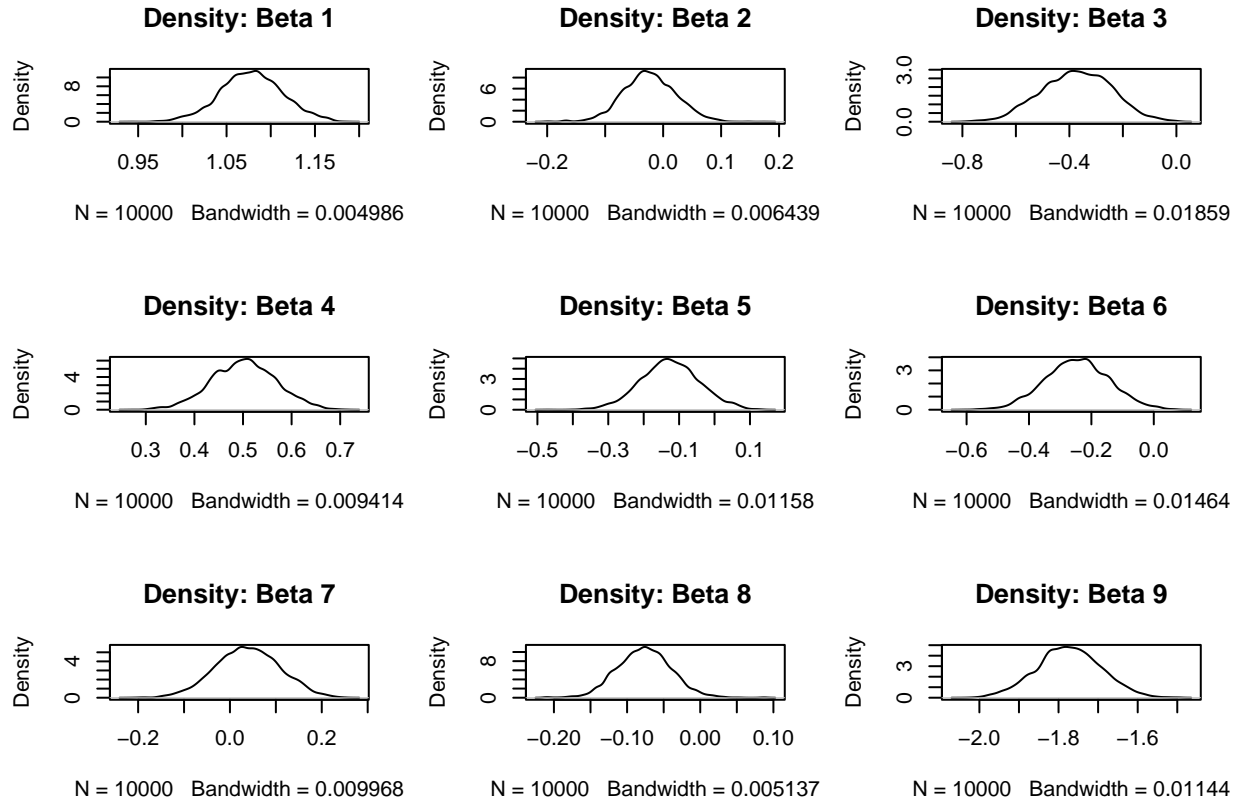 Density: Beta 1
Density
0 8
0.95 1.05 1.15
N = 10000 Bandwidth = 0.004986
Density: Beta 2
Density
0 6
−0.2 0.0 0.1 0.2
N = 10000 Bandwidth = 0.006439
Density: Beta 3
Density
0.0 3.0
−0.8 −0.4 0.0
N = 10000 Bandwidth = 0.01859
Density: Beta 4
Density
0 4
0.3 0.4 0.5 0.6 0.7
N = 10000 Bandwidth = 0.009414
Density: Beta 5
Density
0 3
−0.5 −0.3 −0.1 0.1
N = 10000 Bandwidth = 0.01158
Density: Beta 6
Density
0 3
−0.6 −0.4 −0.2 0.0
N = 10000 Bandwidth = 0.01464
Density: Beta 7
Density
0 4
−0.2 0.0 0.2
N = 10000 Bandwidth = 0.009968
Density: Beta 8
Density
0 8
−0.20 −0.10 0.00 0.10
N = 10000 Bandwidth = 0.005137
Density: Beta 9
Density
0 3
−2.0 −1.8 −1.6
N = 10000 Bandwidth = 0.01144